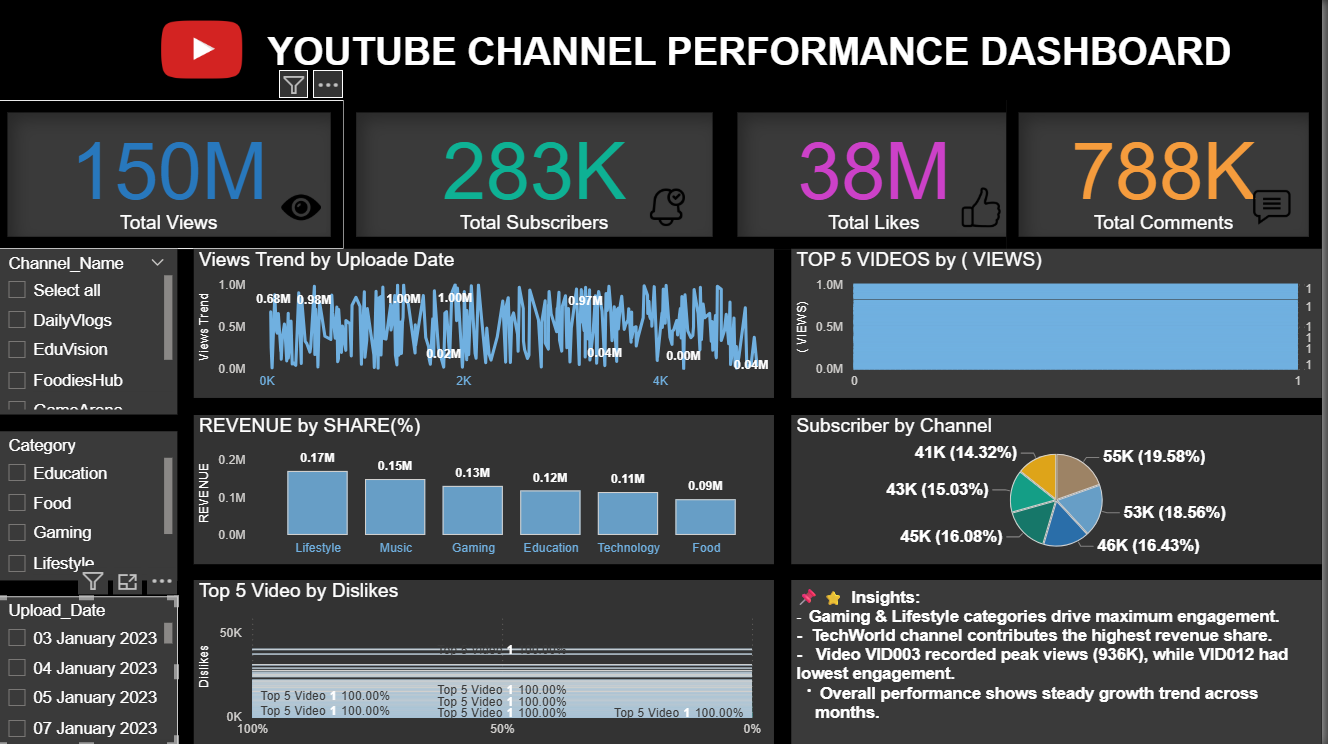 YOUTUBE CHANNEL PERFORMANCE DASHBOARD
150M
Total Views
283K
Total Subscribers
38M
Total Likes
788K
Total Comments
Channel_Name
Select all
DailyVlogs
EduVision
FoodiesHub
Category
Education
Food
Gaming
Lifestyle
Upload_Date
03 January 2023
04 January 2023
05 January 2023
07 January 2023
Views Trend by Uploade Date
Views Trend
1.0M
0.5M
0.0M
0.68M
0.98M
1.00M
1.00M
0.97M
0.02M
0.04M
0.00M
0.04M
0K
2K
4K
TOP 5 VIDEOS by ( VIEWS)
( VIEWS)
1.0M
0.5M
0.0M
1
1
1
1
1
1
0
1
REVENUE by SHARE(%)
REVENUE
0.2M
0.1M
0.0M
0.17M
0.15M
0.13M
0.12M
0.11M
0.09M
Lifestyle
Music
Gaming
Education
Technology
Food
Subscriber by Channel
41K (14.32%)
55K (19.58%)
43K (15.03%)
53K (18.56%)
45K (16.08%)
46K (16.43%)
Top 5 Video by Dislikes
Dislikes
50K
0K
Top 5 Video 1 100.00%
Top 5 Video 1 100.00%
Top 5 Video 1 100.00%
Top 5 Video 1 100.00%
Top 5 Video 1 100.00%
Top 5 Video 1 100.00%
Top 5 Video 1 100.00%
100%
50%
0%
Insights:
- Gaming & Lifestyle categories drive maximum engagement.
- TechWorld channel contributes the highest revenue share.
- Video VID003 recorded peak views (936K), while VID012 had
lowest engagement.
• Overall performance shows steady growth trend across
months.